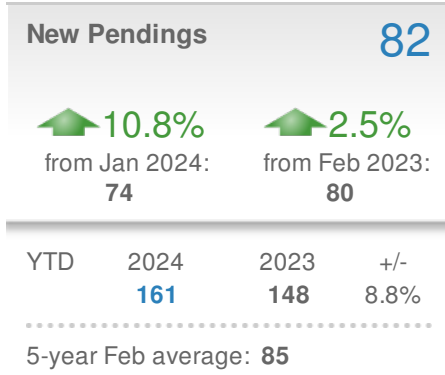 New Pendings 82
10.8% 2.5%
from Jan 2024: from Feb 2023:
74 80
YTD 2024 2023 +/-
161 148 8.8%
5-year Feb average: 85